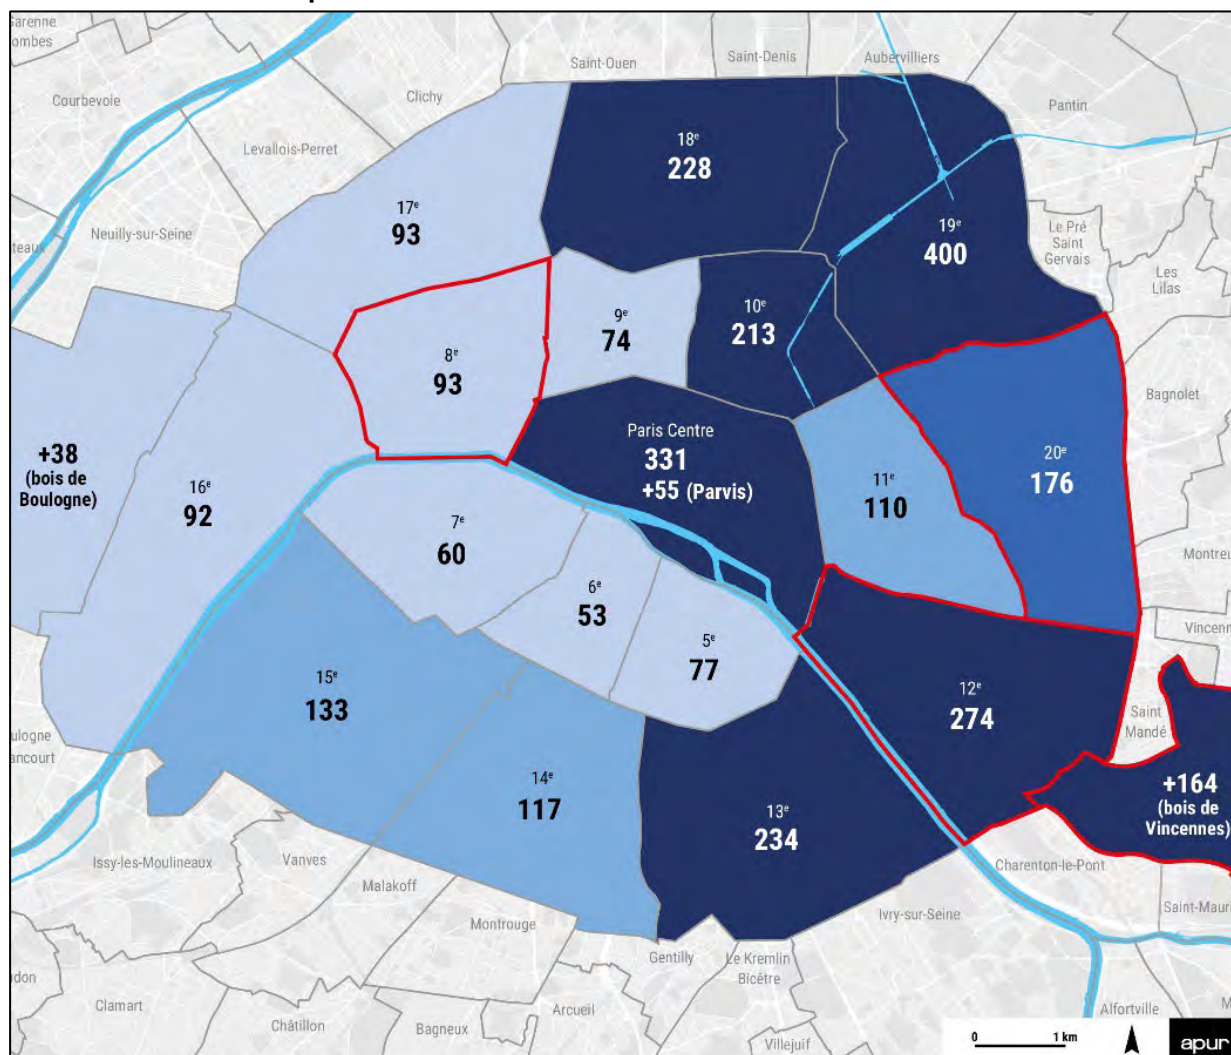 Garenne
Saint-Ouen
Saint-Denis
Aubervilliers
Courbevoie
Clichy
Pantin
Levallois-Perret
18e
228
17e
93
Neuilly-sur-Seine
19e
400
Le Pré
Saint
Gervais
Les
Lilas
10e
213
9e
74
8e
93
Bagnolet
Paris Centre
331
+55 (Parvis)
+38
(bois de
Boulogne)
20e
176
11e
110
16e
92
7e
60
6e
53
5e
77
15e
133
12e
274
Saint
Mandé
14e
117
+164
(bois de
Vincennes)
13e
234
Issy-les-Moulineaux
Vanves
Charenton-le-Pont
Malakoff
Ivry-sur-Seine
Montrouge
Gentilly
Le Kremlin
Bicêtre
Clamart
Arcueil
Alfortville
Châtillon
Bagneux
Villejuif
0 1 km
apur